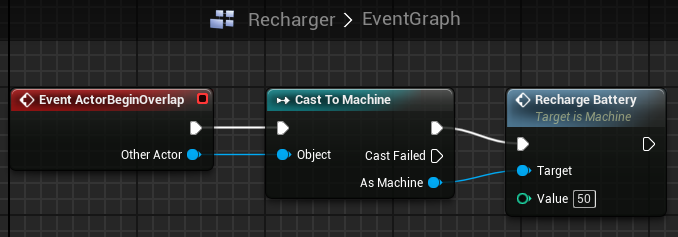 Recharger > EventGraph
Event ActorBeginOverlap
Other Actor
Cast To Machine
Object
Cast Failed
As Machine
Recharge Battery
Target is Machine
Target
Value 50